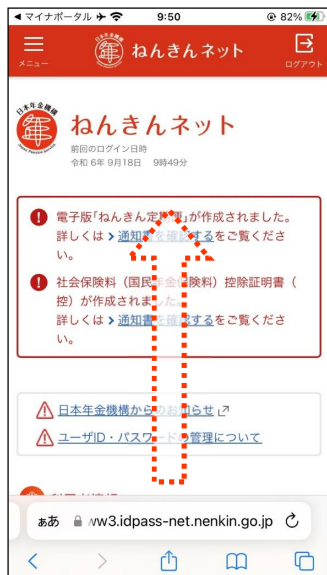 ◀ マイナポータル
9:50
82%
メニュー
ねんきんネット
ログアウト
ねんきんネット
前回のログイン日時
令和 6年 9月18日 9時49分
電子版「ねんきん定期便」が作成されました。
詳しくは > 通知書を確認するをご覧くださ
い。
社会保険料（国民年金保険料）控除証明書（
控）が作成されました。
詳しくは > 通知書を確認するをご覧くださ
い。
日本年金機構からのお知らせ
ユーザID・パスワードの管理について
ぁあ
w3.idpass-net.nenkin.go.jp